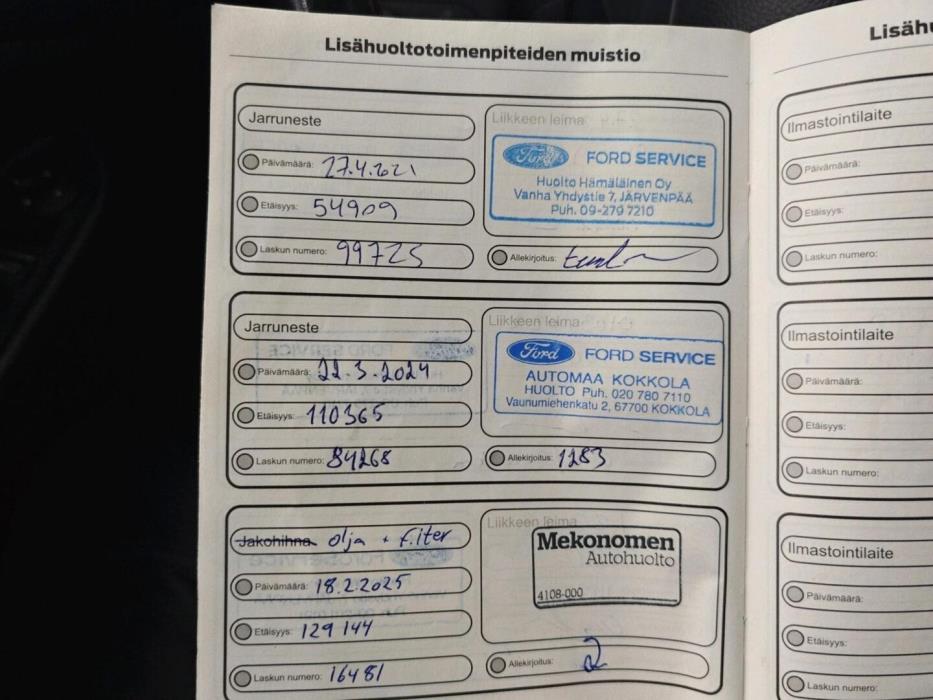 Lisähuoltotoimenpiteiden muistio
Jarruneste
Päivämäärä: 27.4.2021
Etäisyys: 54909
Laskun numero: 99725
Liikkeen leima
Ford FORD SERVICE
Huolto Hämäläinen Oy
Vanha Yhdystie 7, JÄRVENPÄÄ
Puh. 09-279 7210
Allekirjoitus:
Jarruneste
Päivämäärä: 22.3.2024
Etäisyys: 110365
Laskun numero: 84268
Liikkeen leima
Ford FORD SERVICE
AUTOMAA KOKKOLA
HUOLTO Puh. 020 780 7110
Vaunumiehenkatu 2, 67700 KOKKOLA
Allekirjoitus: 1283
Jakohihna olja + filter
Päivämäärä: 18.2.2025
Etäisyys: 129 144
Laskun numero: 16481
Liikkeen leima
Mekonomen
Autohuolto
4108-000
Allekirjoitus: 2
Ilmastointilaite
Päivämäärä:
Etäisyys:
Laskun numero:
Ilmastointilaite
Päivämäärä:
Etäisyys:
Laskun numero:
Ilmastointilaite
Päivämäärä:
Etäisyys:
Laskun numero: